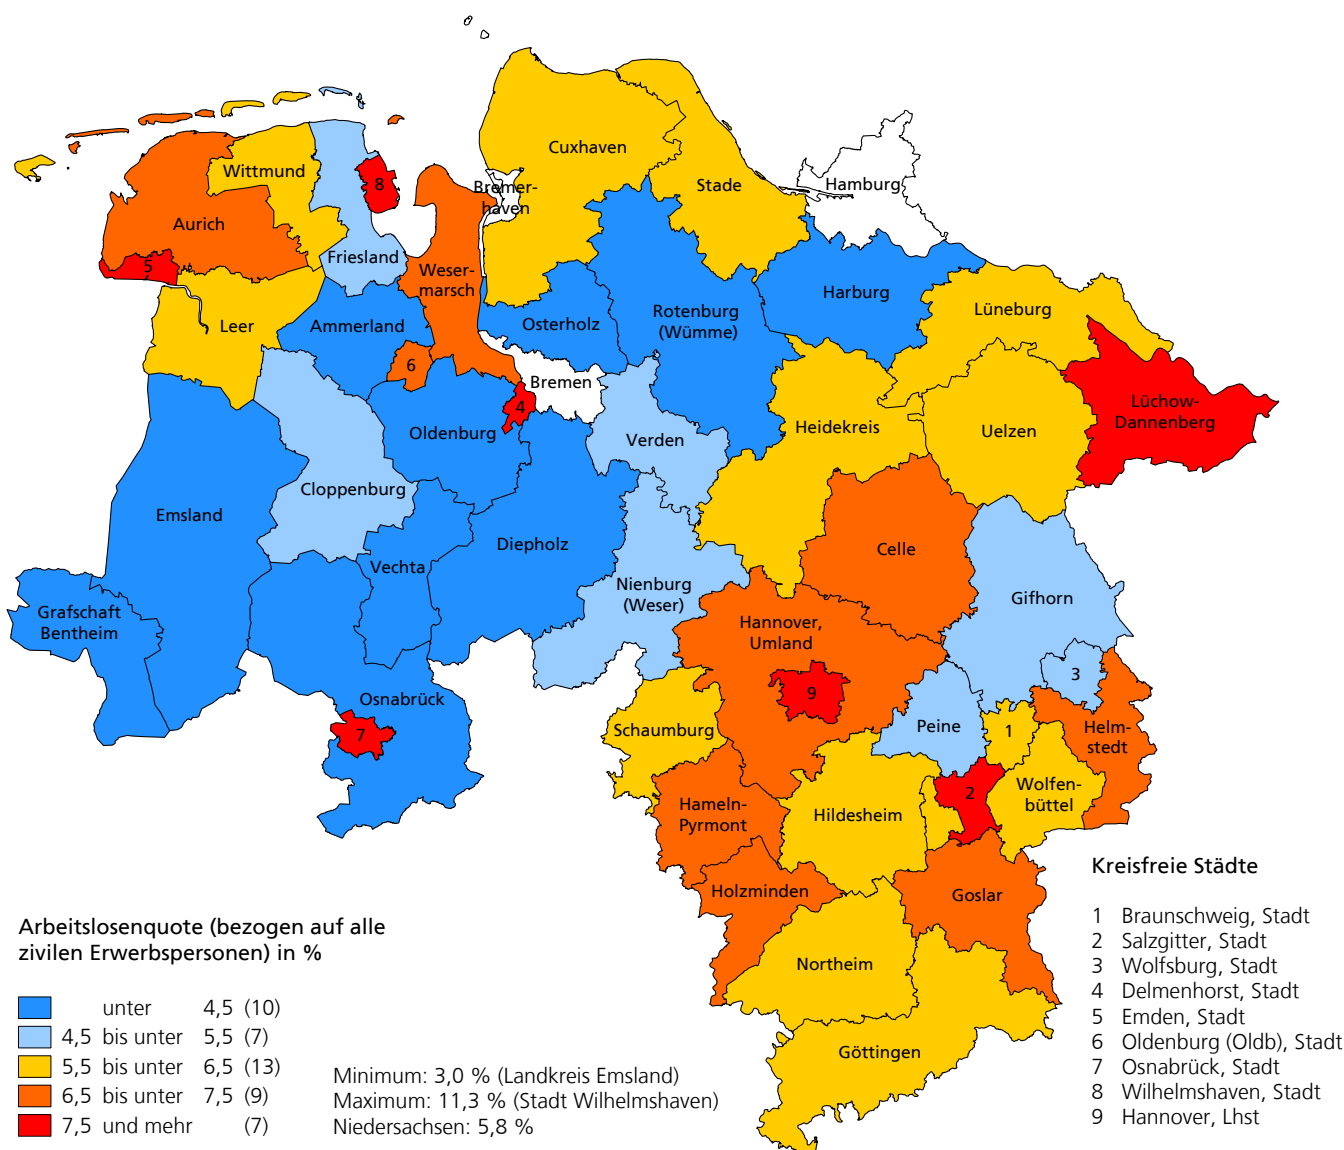 Cuxhaven
Stade
Hamburg
Wittmund
8
Bremer-
haven
Aurich
Friesland
5
Weser-
marsch
Harburg
Lüneburg
Leer
Ammerland
Osterholz
Rotenburg
(Wümme)
6
Bremen
4
Lüchow-
Dannenberg
Oldenburg
Verden
Heidekreis
Uelzen
Cloppenburg
Emsland
Diepholz
Celle
Vechta
Nienburg
(Weser)
Gifhorn
Grafschaft
Bentheim
Hannover,
Umland
3
9
Osnabrück
7
Schaumburg
Peine
1
Helm-
stedt
2
Wolfen-
büttel
Hameln-
Pyrmont
Hildesheim
Holzminden
Goslar
Northeim
Göttingen
Kreisfreie Städte
1 Braunschweig, Stadt
2 Salzgitter, Stadt
3 Wolfsburg, Stadt
4 Delmenhorst, Stadt
5 Emden, Stadt
6 Oldenburg (Oldb), Stadt
7 Osnabrück, Stadt
8 Wilhelmshaven, Stadt
9 Hannover, Lhst
Arbeitslosenquote (bezogen auf alle
zivilen Erwerbspersonen) in %
unter 4,5 (10)
4,5 bis unter 5,5 (7)
5,5 bis unter 6,5 (13)
6,5 bis unter 7,5 (9)
7,5 und mehr (7)
Minimum: 3,0 % (Landkreis Emsland)
Maximum: 11,3 % (Stadt Wilhelmshaven)
Niedersachsen: 5,8 %